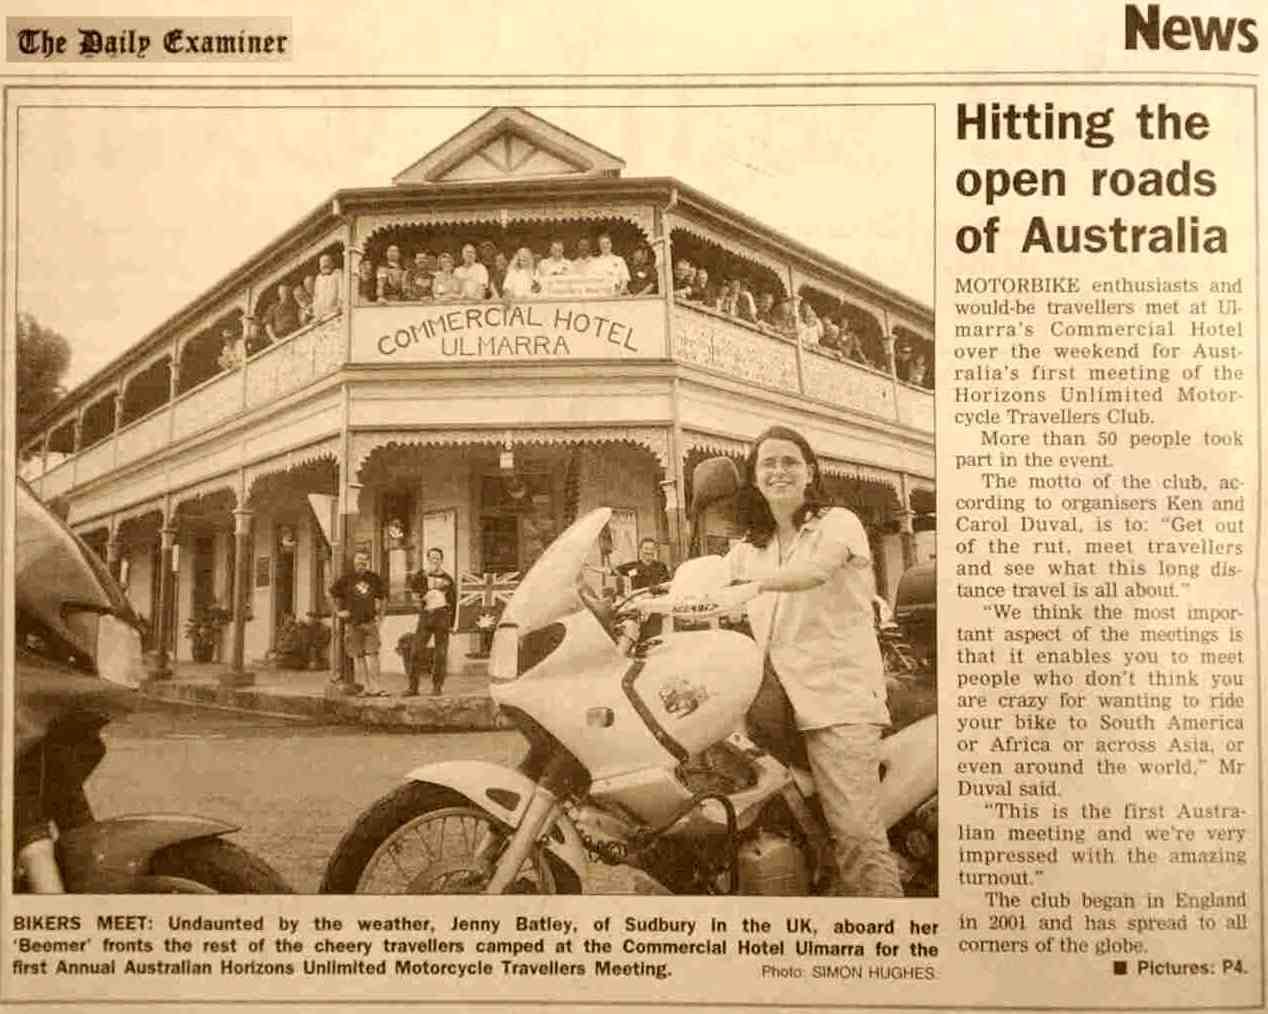 The Daily Examiner
News
COMMERCIAL HOTEL
ULMARRA
Hitting the
open roads
of Australia
MOTORBIKE enthusiasts and
would-be travellers met at Ul-
marra's Commercial Hotel
over the weekend for Aust-
ralia's first meeting of the
Horizons Unlimited Motor-
cycle Travellers Club.
More than 50 people took
part in the event.
The motto of the club, ac-
cording to organisers Ken and
Carol Duval, is to: "Get out
of the rut, meet travellers
and see what this long dis-
tance travel is all about."
"We think the most impor-
tant aspect of the meetings is
that it enables you to meet
people who don't think you
are crazy for wanting to ride
your bike to South America
or Africa or across Asia, or
even around the world," Mr
Duval said.
"This is the first Austra-
lian meeting and we're very
impressed with the amazing
turnout."
The club began in England
in 2001 and has spread to all
corners of the globe.
■ Pictures: P4.
BIKERS MEET: Undaunted by the weather, Jenny Batley, of Sudbury in the UK, aboard her
'Beemer' fronts the rest of the cheery travellers camped at the Commercial Hotel Ulmarra for the
first Annual Australian Horizons Unlimited Motorcycle Travellers Meeting.
Photo: SIMON HUGHES